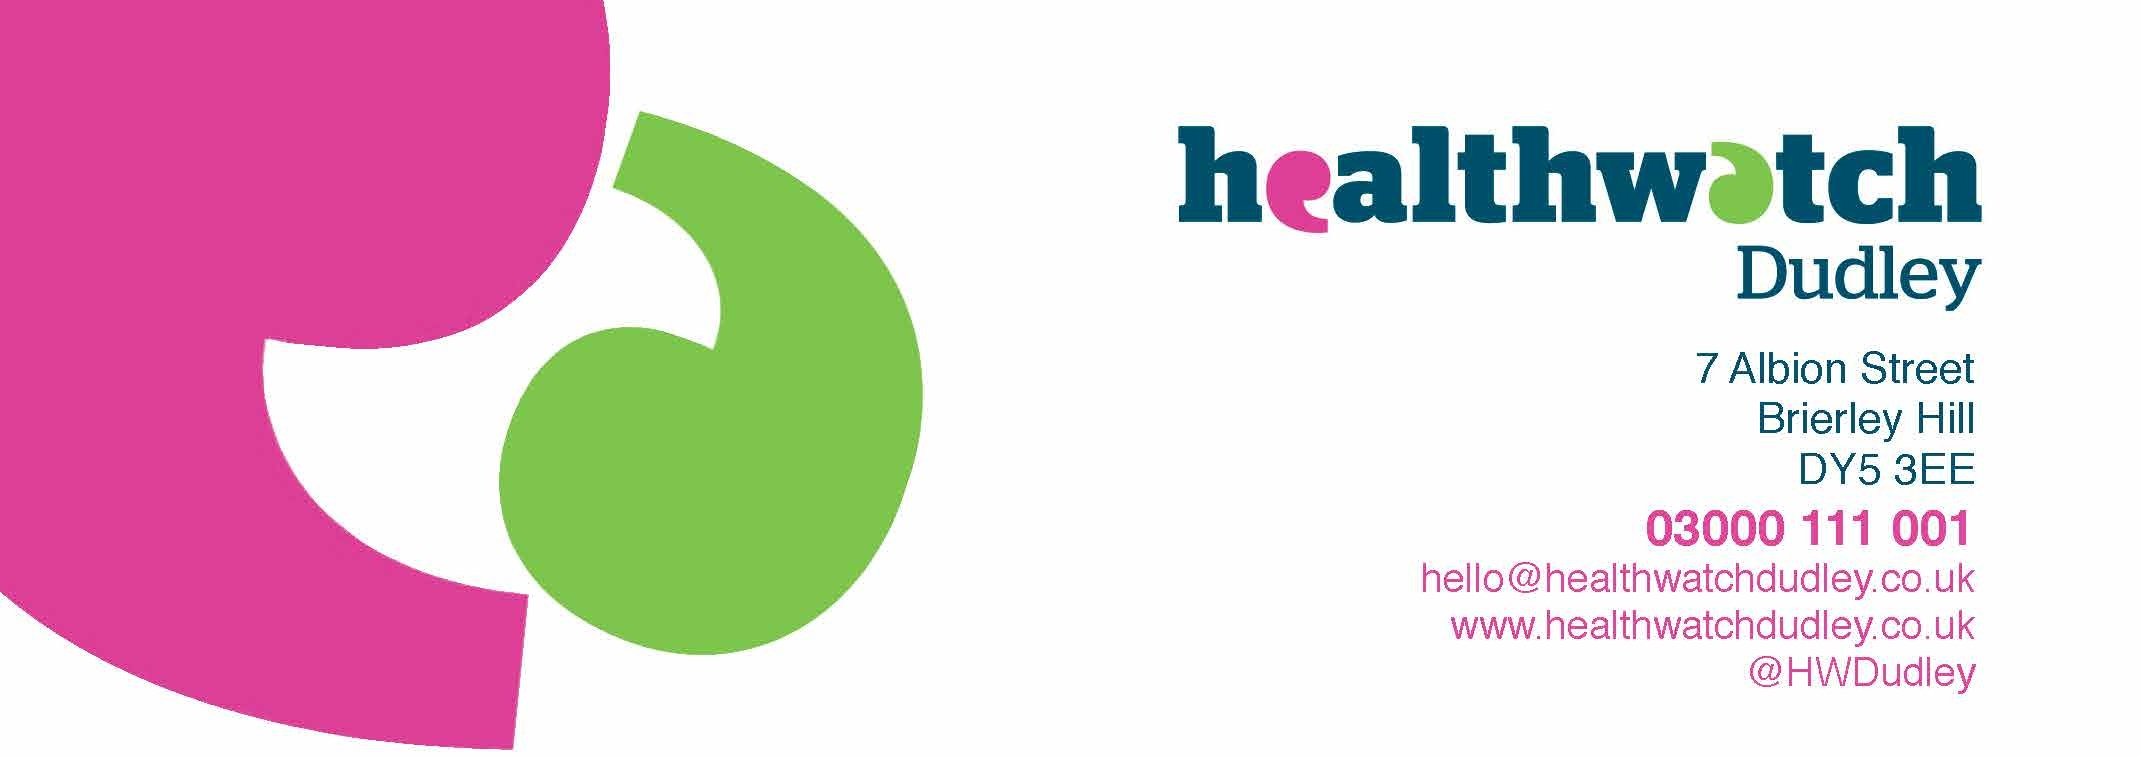 healthwatch
Dudley
7 Albion Street
Brierley Hill
DY5 3EE
03000 111 001
hello@healthwatchdudley.co.uk
www.healthwatchdudley.co.uk
@HWDudley